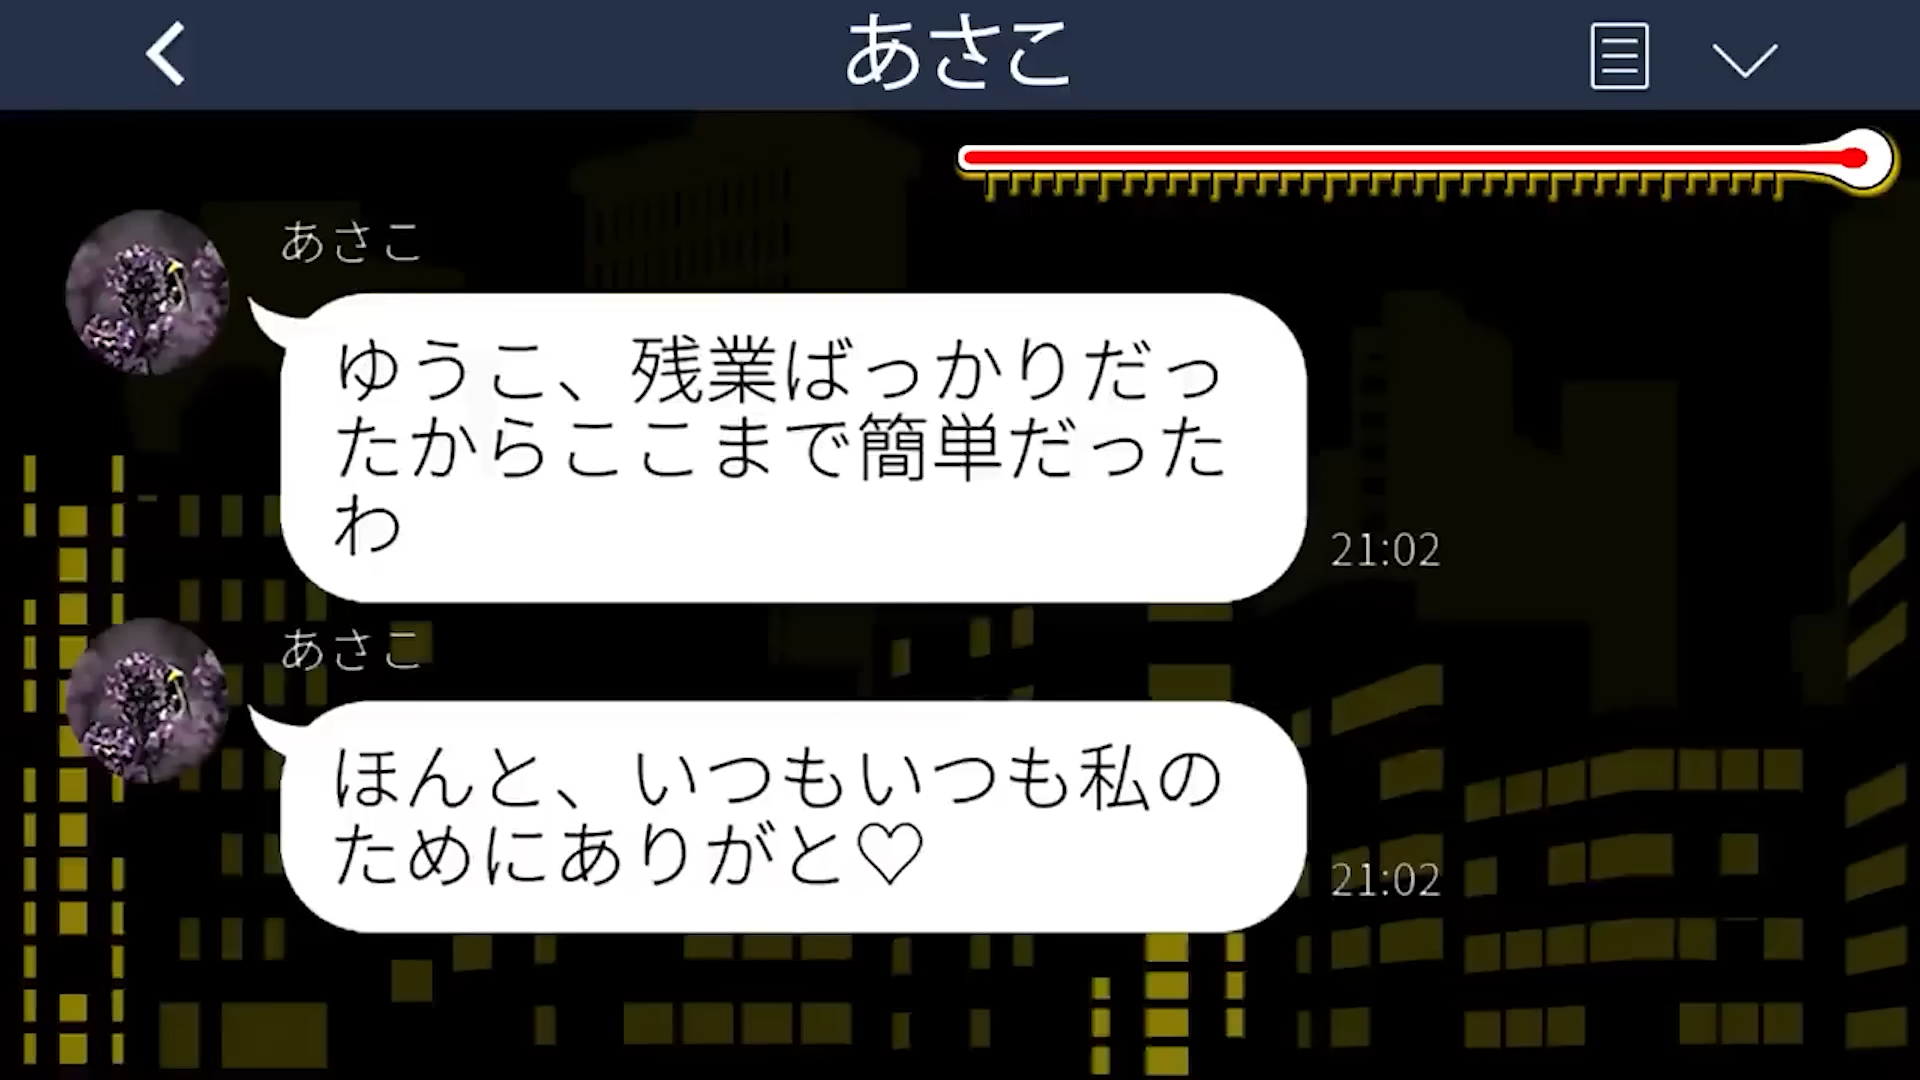 あさこ
あさこ
ゆうこ、残業ばっかりだっ
たからここまで簡単だった
わ
21:02
あさこ
ほんと、いつもいつも私の
ためにありがと♡
21:02